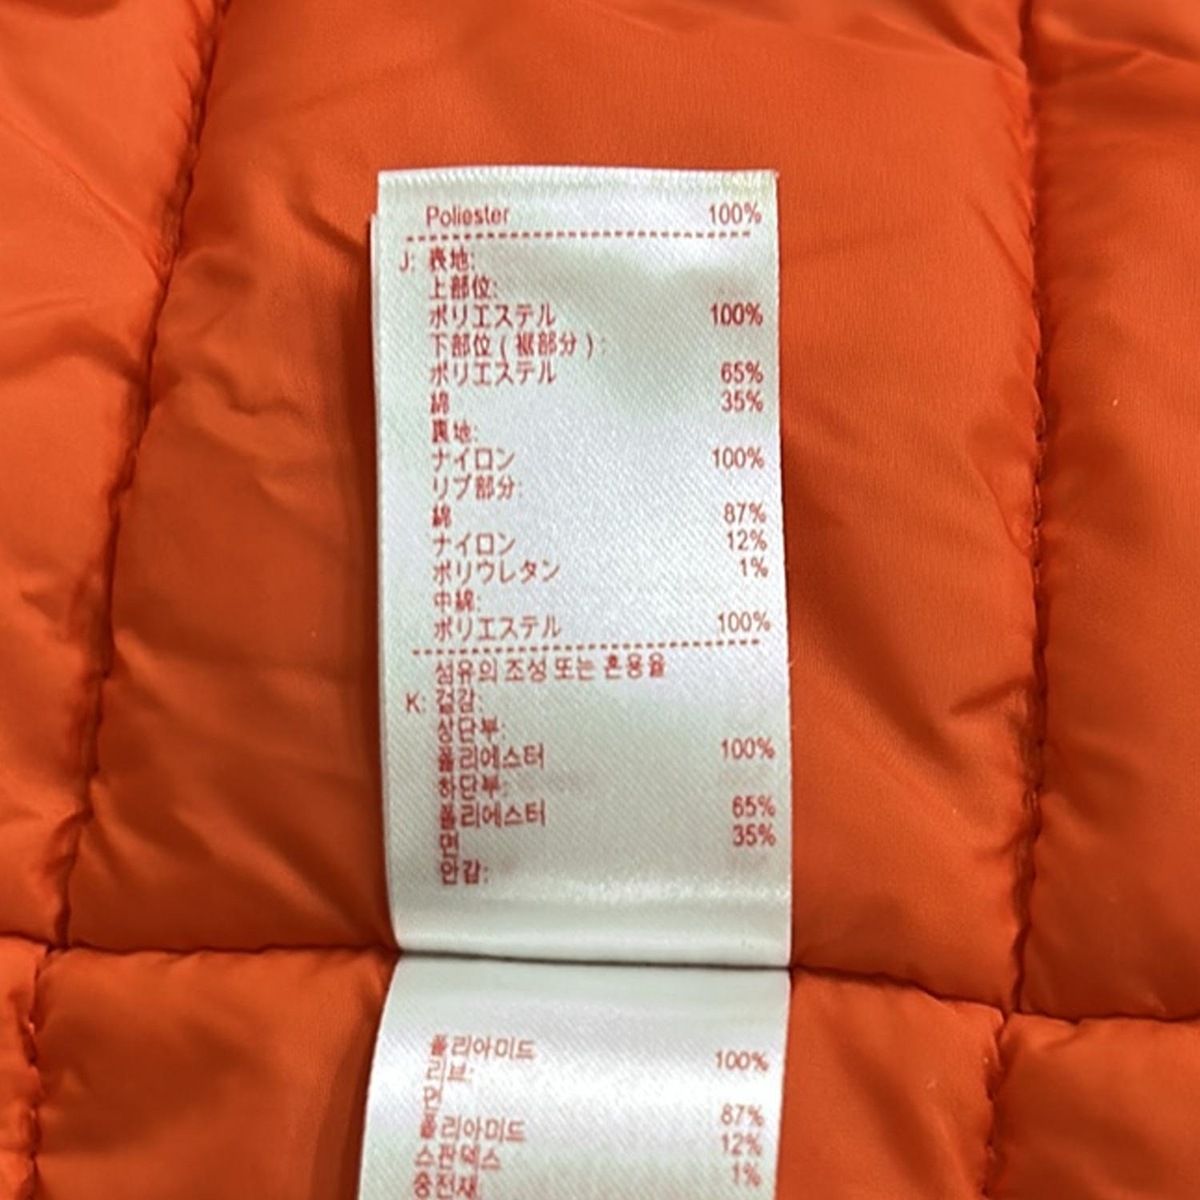 Poliester 100%
J: 表地:
上部位:
ポリエステル 100%
下部位 ( 裾部分 ) :
ポリエステル 65%
綿 35%
裏地:
ナイロン 100%
リブ部分:
綿 87%
ナイロン 12%
ポリウレタン 1%
中綿:
ポリエステル 100%
섬유의 조성 또는 혼용율
K: 겉감:
상단부:
폴리에스터 100%
하단부:
폴리에스터 65%
면 35%
안감:
폴리아미드 100%
리브:
면 87%
폴리아미드 12%
스판덱스 1%
충전재: